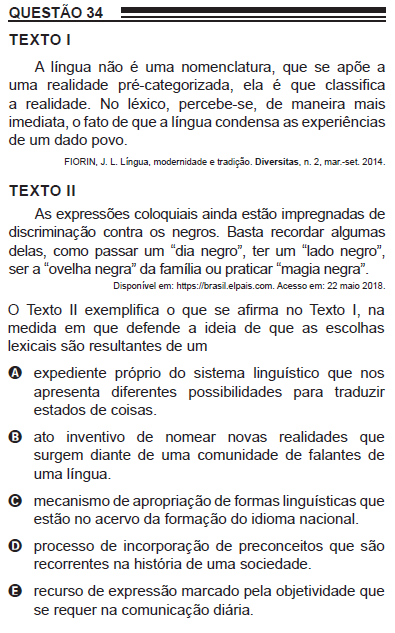 QUESTÃO 34
TEXTO I
A língua não é uma nomenclatura, que se apõe a
uma realidade pré-categorizada, ela é que classifica
a realidade. No léxico, percebe-se, de maneira mais
imediata, o fato de que a língua condensa as experiências
de um dado povo.
FIORIN, J. L. Língua, modernidade e tradição. Diversitas, n. 2, mar.-set. 2014.
TEXTO II
As expressões coloquiais ainda estão impregnadas de
discriminação contra os negros. Basta recordar algumas
delas, como passar um “dia negro”, ter um “lado negro”,
ser a “ovelha negra” da família ou praticar “magia negra”.
Disponível em: https://brasil.elpais.com. Acesso em: 22 maio 2018.
O Texto II exemplifica o que se afirma no Texto I, na
medida em que defende a ideia de que as escolhas
lexicais são resultantes de um
A expediente próprio do sistema linguístico que nos
apresenta diferentes possibilidades para traduzir
estados de coisas.
B ato inventivo de nomear novas realidades que
surgem diante de uma comunidade de falantes de
uma língua.
C mecanismo de apropriação de formas linguísticas que
estão no acervo da formação do idioma nacional.
D processo de incorporação de preconceitos que são
recorrentes na história de uma sociedade.
E recurso de expressão marcado pela objetividade que
se requer na comunicação diária.